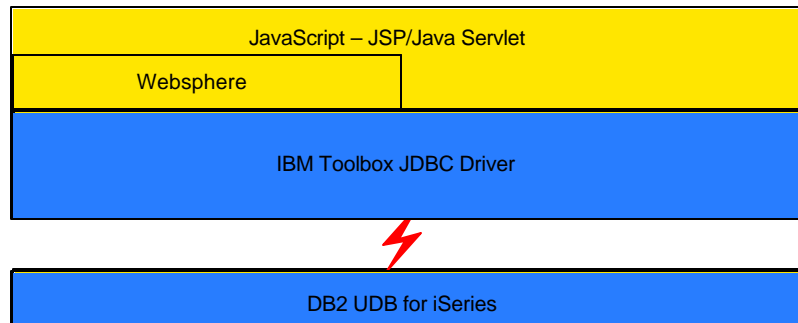 JavaScript – JSP/Java Servlet
Websphere
IBM Toolbox JDBC Driver
DB2 UDB for iSeries